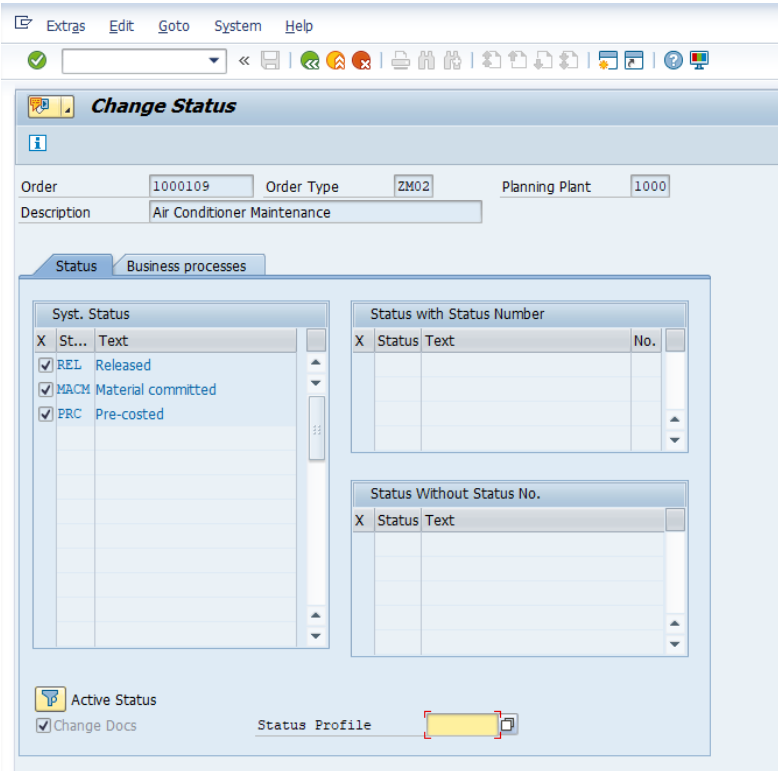 Extras Edit Goto System Help
Change Status
Order 1000109 Order Type ZM02 Planning Plant 1000
Description Air Conditioner Maintenance
Status Business processes
Syst. Status
X St... Text
REL Released
MACM Material committed
PRC Pre-costed
Status with Status Number
X Status Text No.
Status Without Status No.
X Status Text
Active Status
Change Docs Status Profile